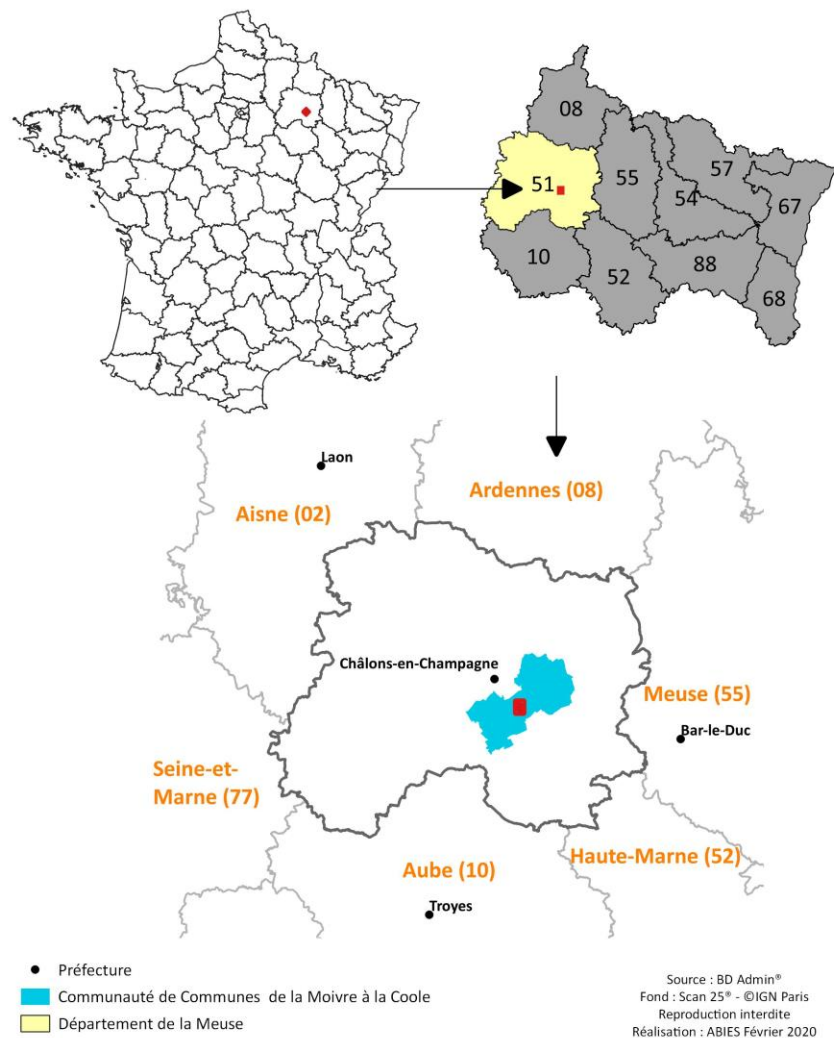 08
51
55
57
54
67
10
52
88
68
Laon
Aisne (02)
Ardennes (08)
Châlons-en-Champagne
Meuse (55)
Bar-le-Duc
Seine-et-
Marne (77)
Haute-Marne (52)
Aube (10)
Troyes
Préfecture
Communauté de Communes de la Moivre à la Coole
Département de la Meuse
Source : BD Admin®
Fond : Scan 25® - ©IGN Paris
Reproduction interdite
Réalisation : ABIES Février 2020